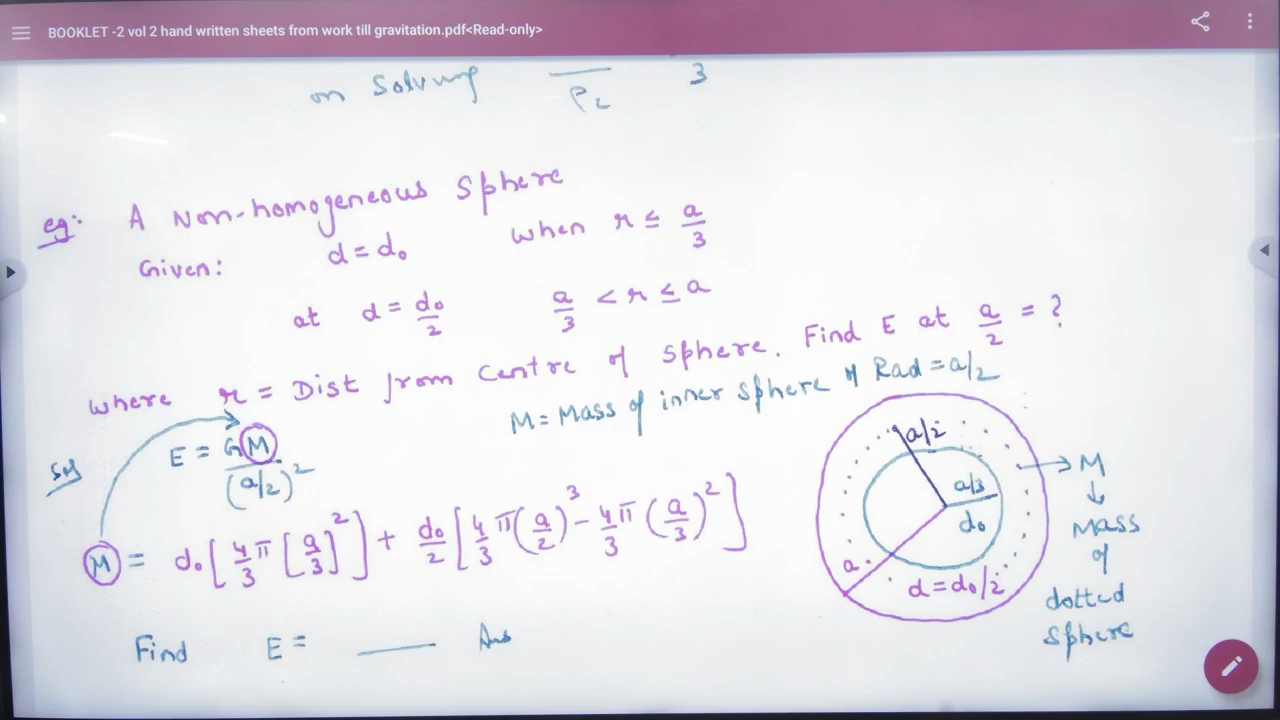 BOOKLET -2 vol 2 hand written sheets from work till gravitation.pdf<Read-only>
on Solving ρ₂ 3
eg: A Non-homogeneous Sphere
Given: d = d₀ when r ≤ a/3
at d = d₀/2 a/3 < r ≤ a
where r = Dist from Centre of Sphere. Find E at a/2 = ?
M = Mass of inner sphere of Rad = a/2
Sol E = GM/(a/2)²
M = d₀[4/3 π[a/3]²] + d₀/2[4/3 π(a/2)³ - 4/3 π(a/3)²]
Find E = ____ Ans
a/2
a/3
d₀
a
d = d₀/2
→ M
↓
Mass
of
dotted
Sphere